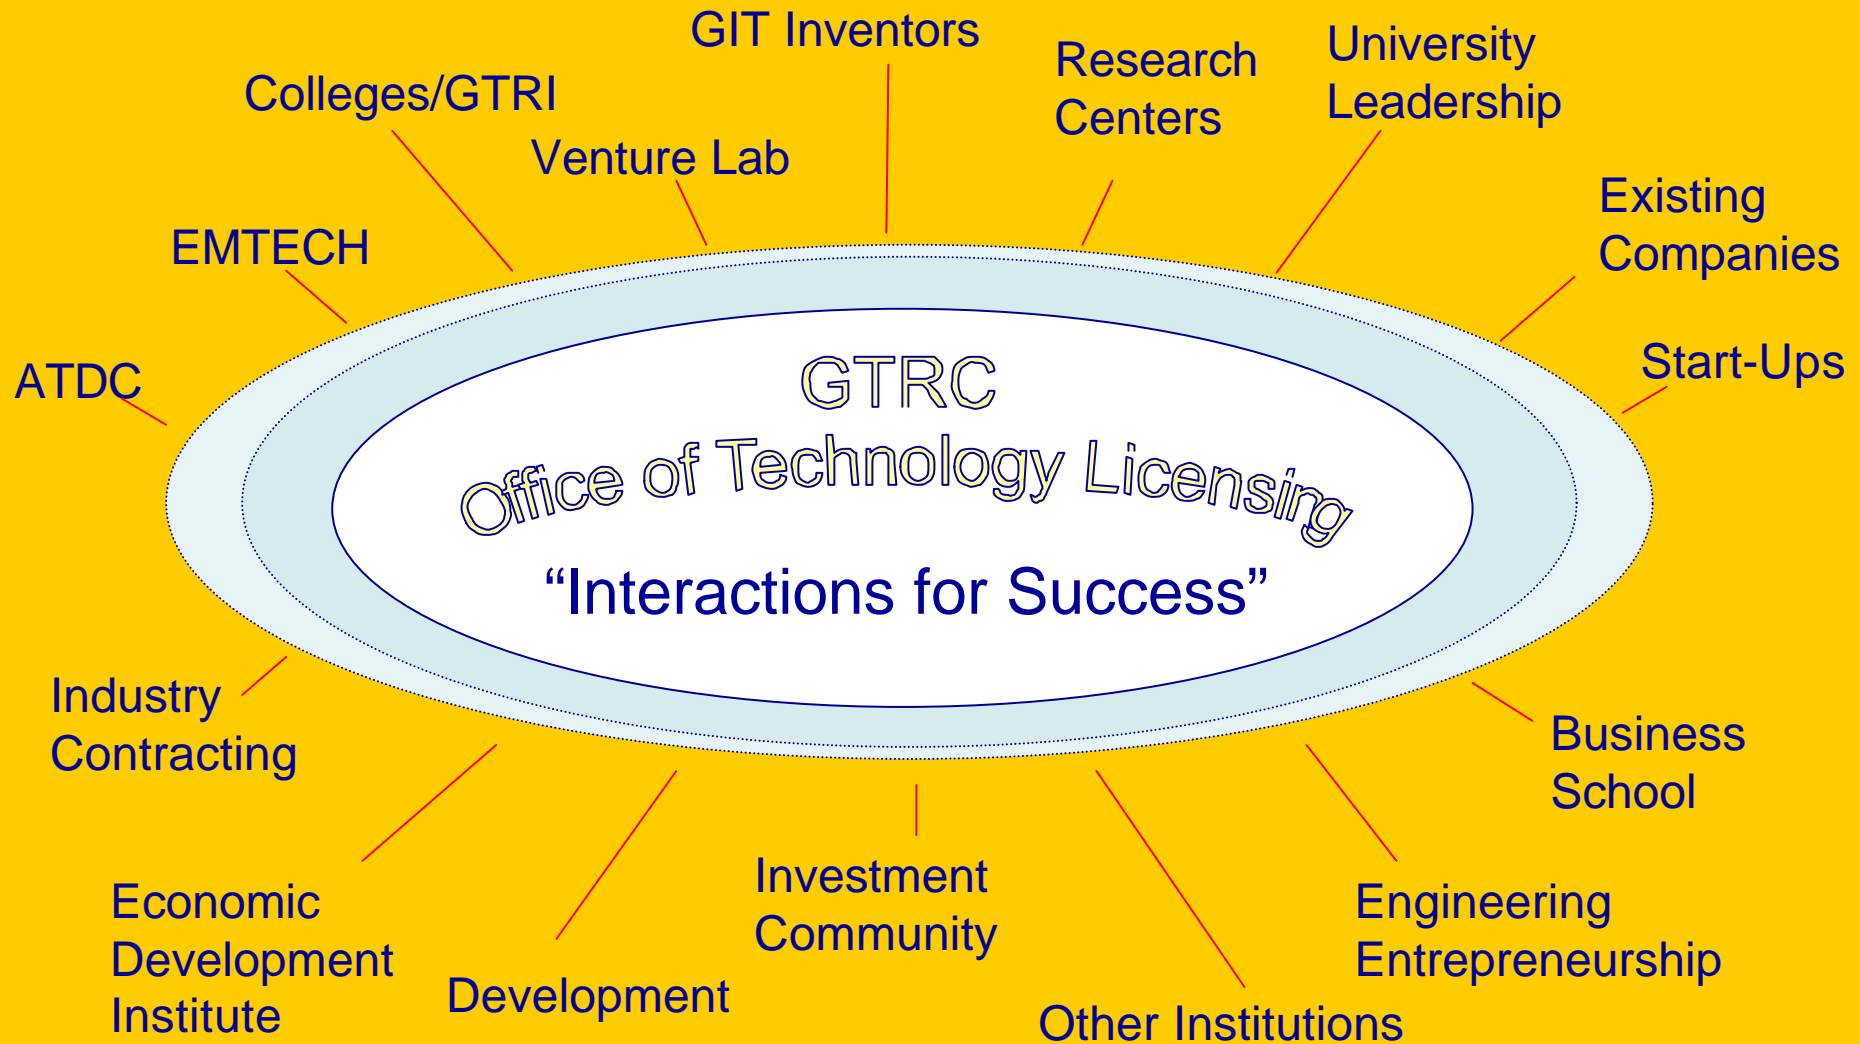 GIT Inventors
Research
Centers
University
Leadership
Colleges/GTRI
Venture Lab
Existing
Companies
EMTECH
ATDC
Start-Ups
GTRC
Office of Technology Licensing
“Interactions for Success”
Industry
Contracting
Business
School
Economic
Development
Institute
Development
Investment
Community
Engineering
Entrepreneurship
Other Institutions